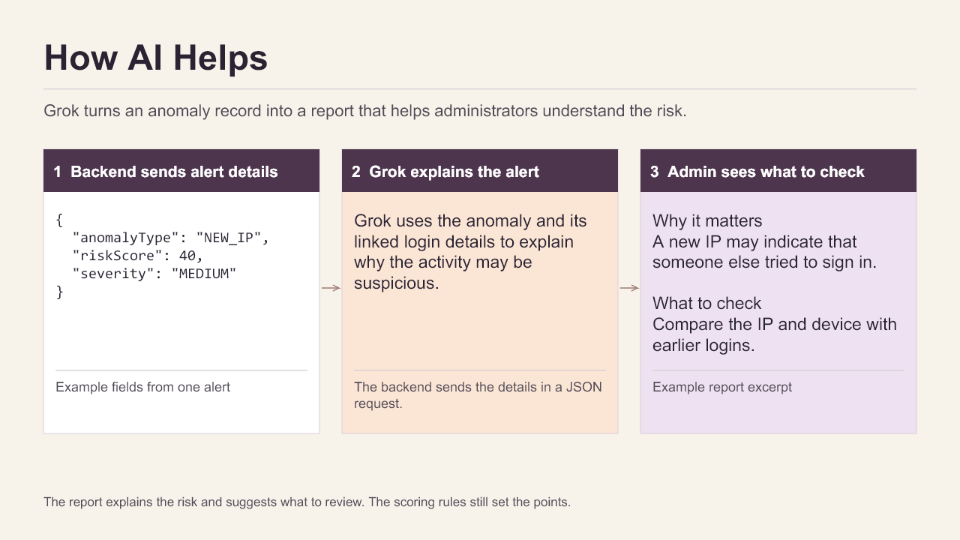 How AI Helps
Grok turns an anomaly record into a report that helps administrators understand the risk.
1 Backend sends alert details
{
  "anomalyType": "NEW_IP",
  "riskScore": 40,
  "severity": "MEDIUM"
}
Example fields from one alert
2 Grok explains the alert
Grok uses the anomaly and its
linked login details to explain
why the activity may be
suspicious.
The backend sends the details in a JSON
request.
3 Admin sees what to check
Why it matters
A new IP may indicate that
someone else tried to sign in.
What to check
Compare the IP and device with
earlier logins.
Example report excerpt
The report explains the risk and suggests what to review. The scoring rules still set the points.